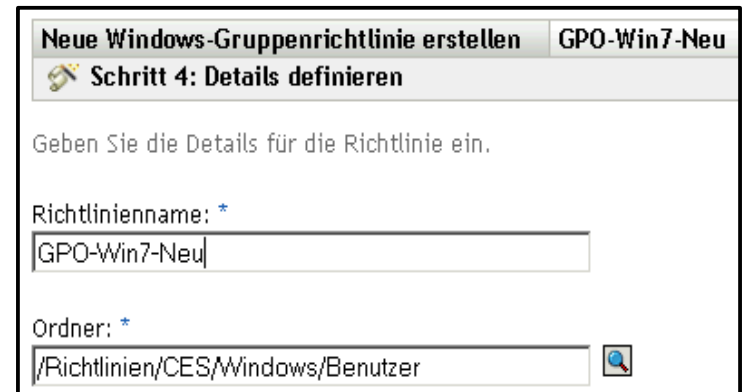 Neue Windows-Gruppenrichtlinie erstellen GPO-Win7-Neu
Schritt 4: Details definieren
Geben Sie die Details für die Richtlinie ein.
Richtlinienname: *
GPO-Win7-Neu
Ordner: *
/Richtlinien/CES/Windows/Benutzer